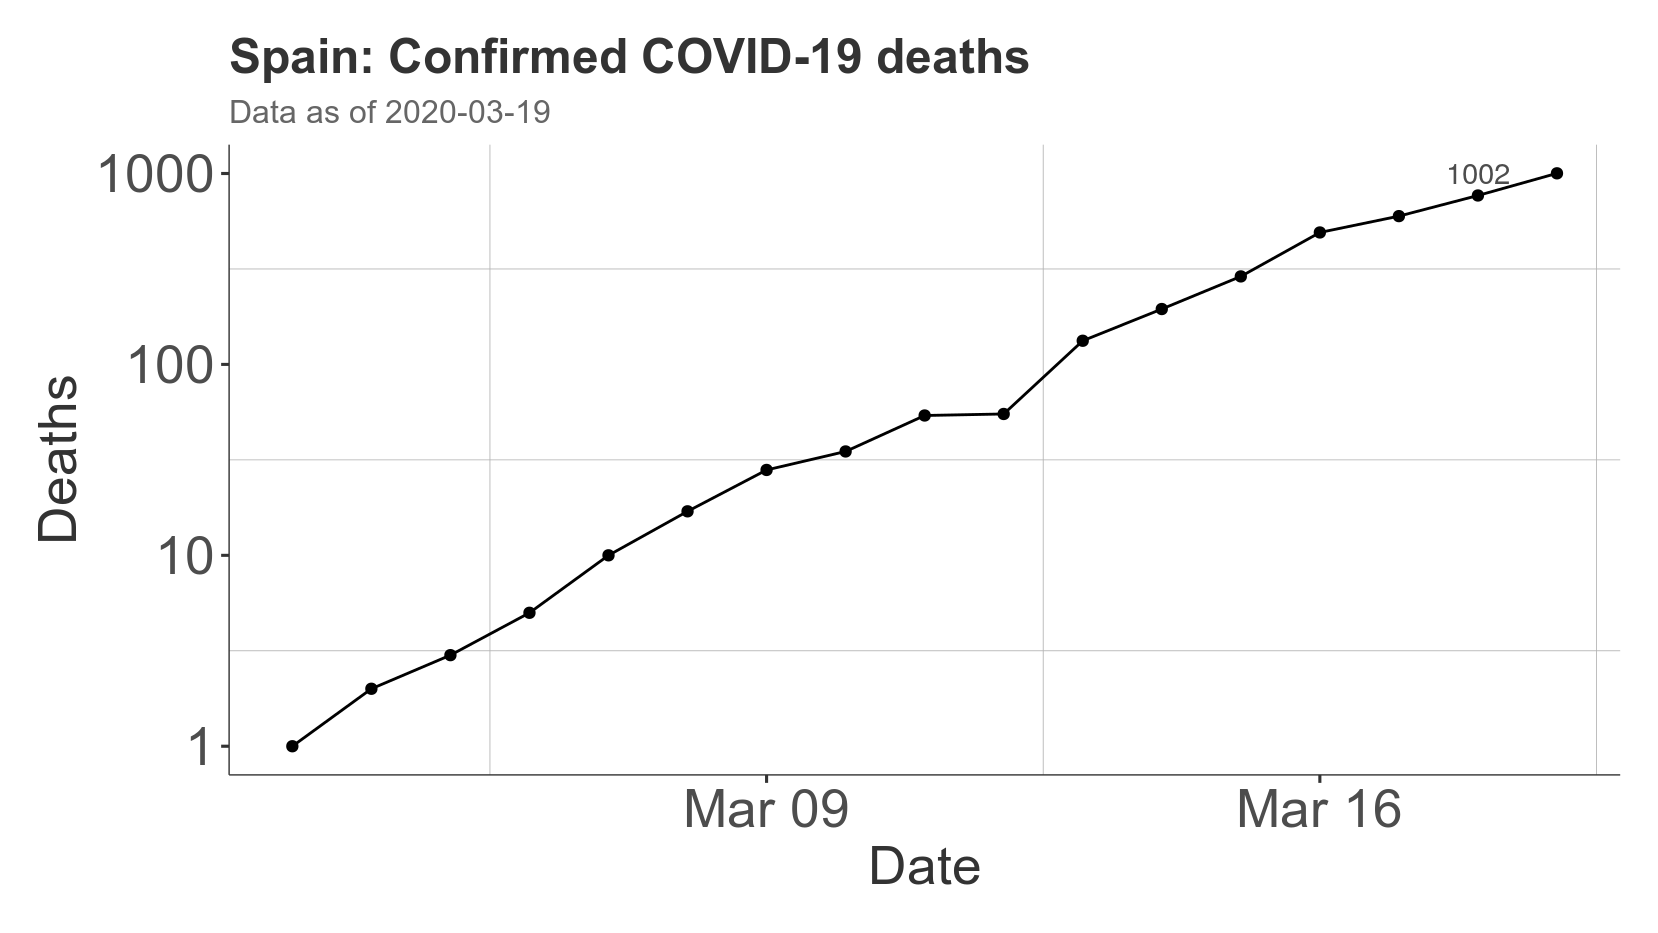 Spain: Confirmed COVID-19 deaths
Data as of 2020-03-19
1000
1002
100
Deaths
10
1
Mar 09 Mar 16
Date